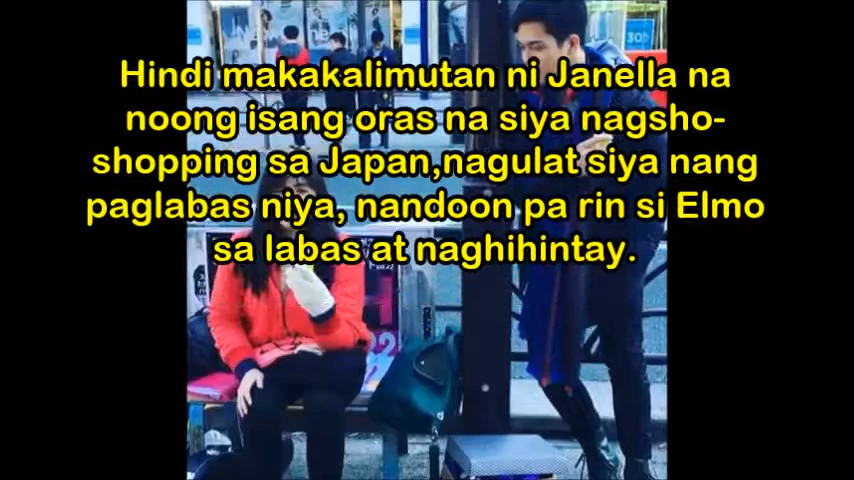 Hindi makakalimutan ni Janella na
noong isang oras na siya nagsho-
shopping sa Japan,nagulat siya nang
paglabas niya, nandoon pa rin si Elmo
sa labas at naghihintay.